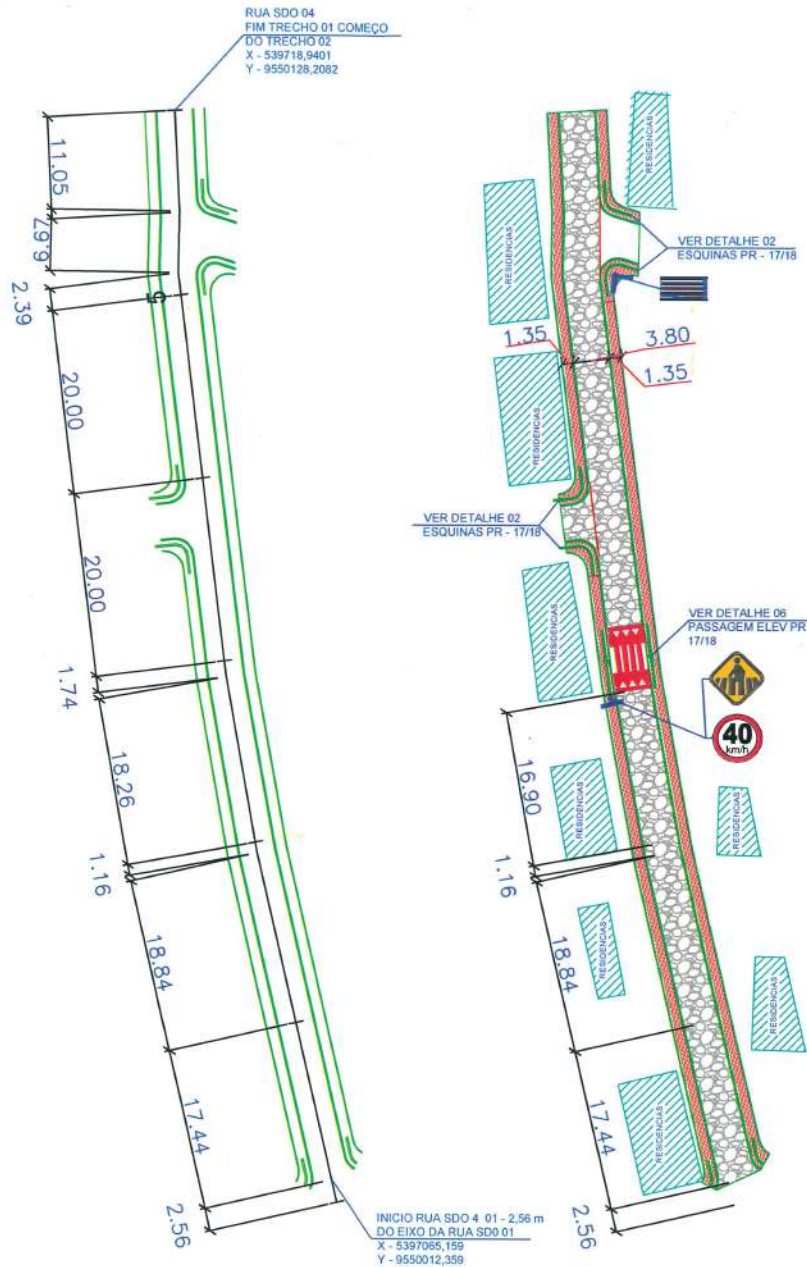 RUA SDO 04
FIM TRECHO 01 COMEÇO
DO TRECHO 02
X - 539718,9401
Y - 9550128,2082
11.05
6.67
2.39
5
20.00
20.00
1.74
18.26
1.16
18.84
17.44
2.56
INICIO RUA SDO 4 01 - 2,56 m
DO EIXO DA RUA SD0 01
X - 5397065,159
Y - 9550012,359
RESIDENCIAS
RESIDENCIAS
VER DETALHE 02
ESQUINAS PR - 17/18
1.35
3.80
1.35
RESIDENCIAS
VER DETALHE 02
ESQUINAS PR - 17/18
RESIDENCIAS
VER DETALHE 06
PASSAGEM ELEV PR
17/18
40
km/h
16.90
RESIDENCIAS
RESIDENCIAS
1.16
18.84
RESIDENCIAS
RESIDENCIAS
17.44
RESIDENCIAS
2.56